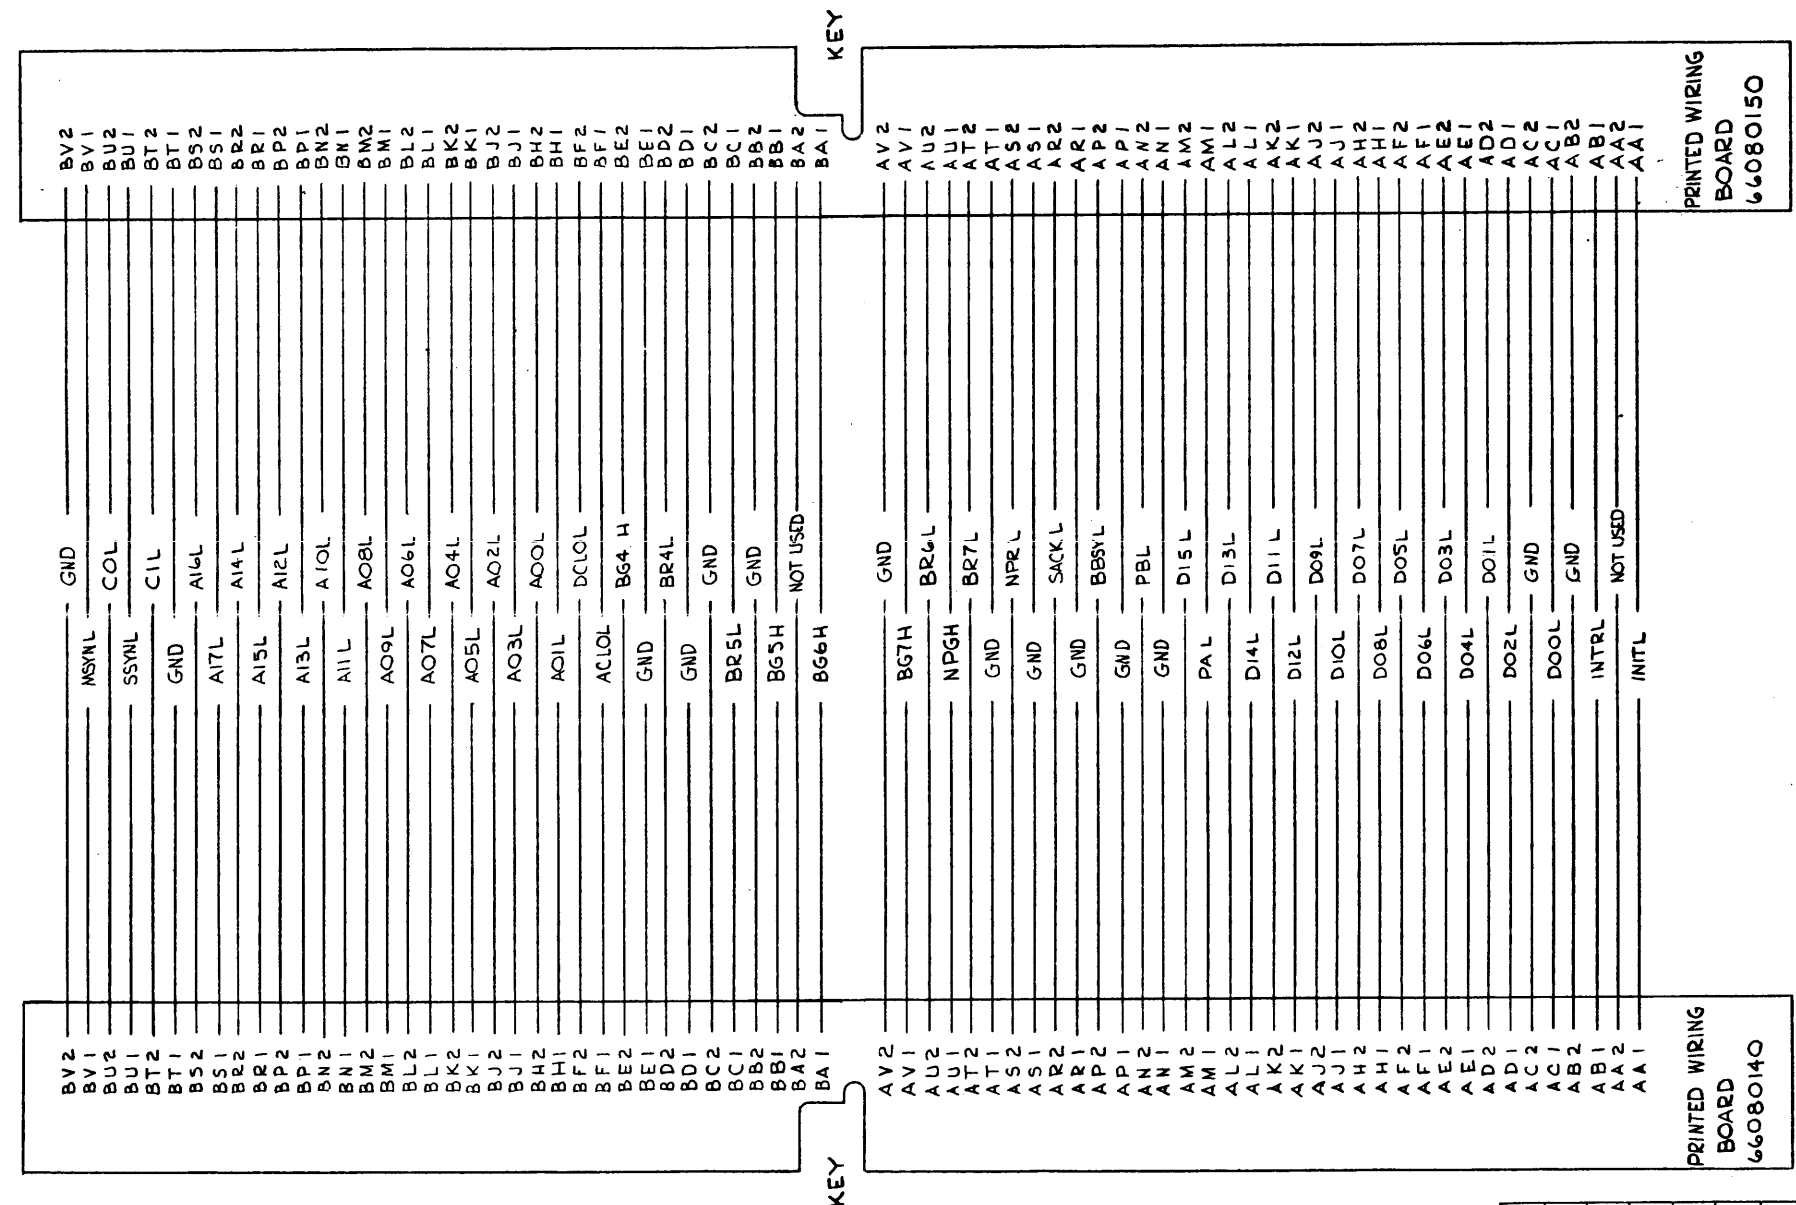 BV2 GND BV2
BV1 MSYNL BV1
BU2 C0L BU2
BU1 SSYNL BU1
BT2 C1L BT2
BT1 GND BT1
BS2 A16L BS2
BS1 A17L BS1
BR2 A14L BR2
BR1 A15L BR1
BP2 A12L BP2
BP1 A13L BP1
BN2 A10L BN2
BN1 A11L BN1
BM2 A08L BM2
BM1 A09L BM1
BL2 A06L BL2
BL1 A07L BL1
BK2 A04L BK2
BK1 A05L BK1
BJ2 A02L BJ2
BJ1 A03L BJ1
BH2 A00L BH2
BH1 A01L BH1
BF2 DCLOL BF2
BF1 ACLOL BF1
BE2 BG4 H BE2
BE1 GND BE1
BD2 BR4L BD2
BD1 GND BD1
BC2 GND BC2
BC1 BR5L BC1
BB2 GND BB2
BB1 BG5H BB1
BA2 NOT USED BA2
BA1 BG6H BA1
KEY KEY
AV2 GND AV2
AV1 BG7H AV1
AU2 BR6L AU2
AU1 NPGH AU1
AT2 BR7L AT2
AT1 GND AT1
AS2 NPRL AS2
AS1 GND AS1
AR2 SACKL AR2
AR1 GND AR1
AP2 BBSYL AP2
AP1 GND AP1
AN2 PBL AN2
AN1 GND AN1
AM2 D15L AM2
AM1 PAL AM1
AL2 D13L AL2
AL1 D14L AL1
AK2 D11L AK2
AK1 D12L AK1
AJ2 D09L AJ2
AJ1 D10L AJ1
AH2 D07L AH2
AH1 D08L AH1
AF2 D05L AF2
AF1 D06L AF1
AE2 D03L AE2
AE1 D04L AE1
AD2 D01L AD2
AD1 D02L AD1
AC2 GND AC2
AC1 D00L AC1
AB2 GND AB2
AB1 INTRL AB1
AA2 NOT USED AA2
AA1 INITL AA1
PRINTED WIRING
BOARD
66080140
PRINTED WIRING
BOARD
66080150